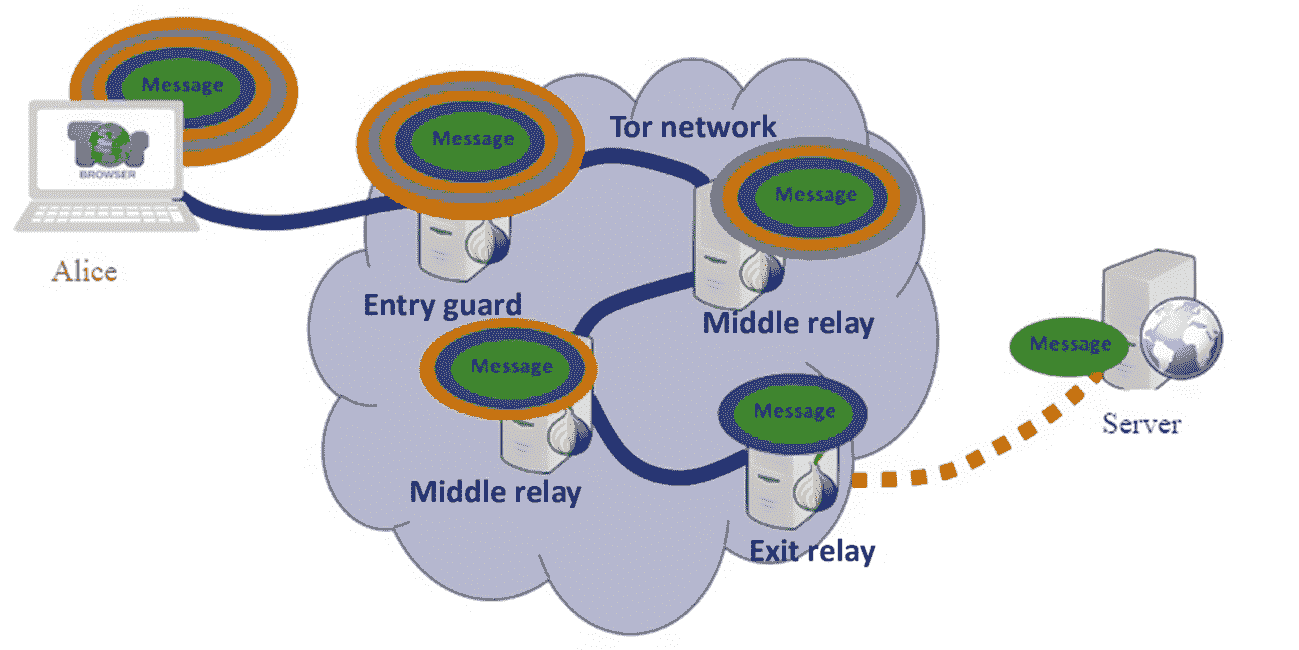 Message
Tor
BROWSER
Alice
Message
Entry guard
Tor network
Message
Middle relay
Message
Middle relay
Message
Exit relay
Message
Server